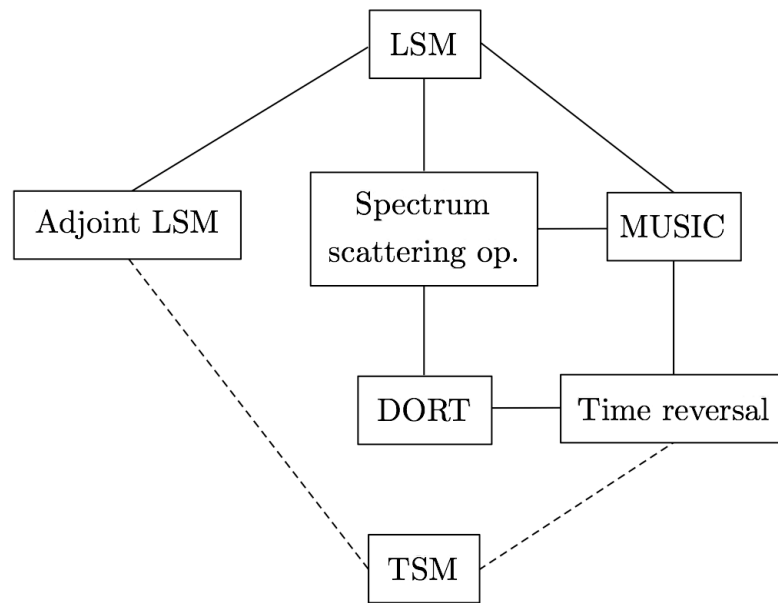 LSM
Adjoint LSM
Spectrum
scattering op.
MUSIC
DORT
Time reversal
TSM